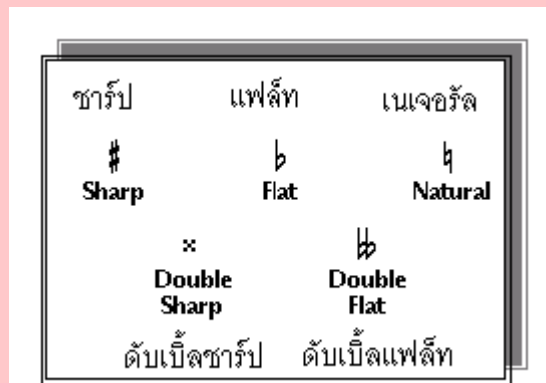 ชาร์ป แฟล็ท เนเจอรัล
♯ ♭ ♮
Sharp Flat Natural
𝄪 𝄫
Double Double
Sharp Flat
ดับเบิ้ลชาร์ป ดับเบิ้ลแฟล็ท